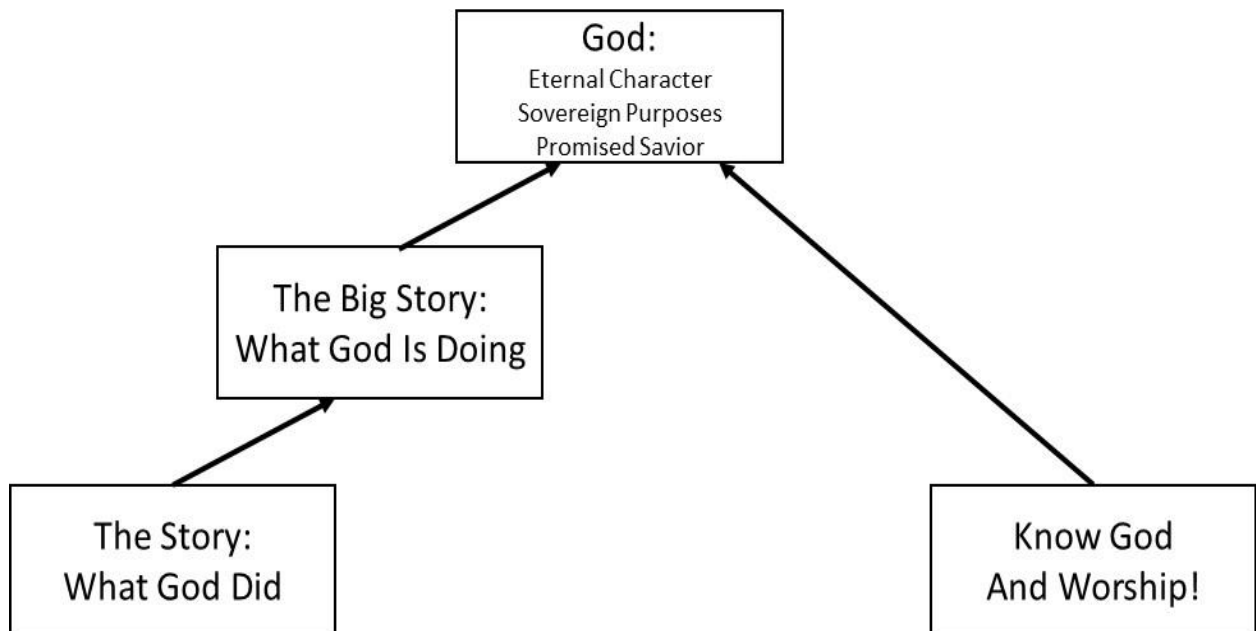 God:
Eternal Character
Sovereign Purposes
Promised Savior
The Big Story:
What God Is Doing
The Story:
What God Did
Know God
And Worship!